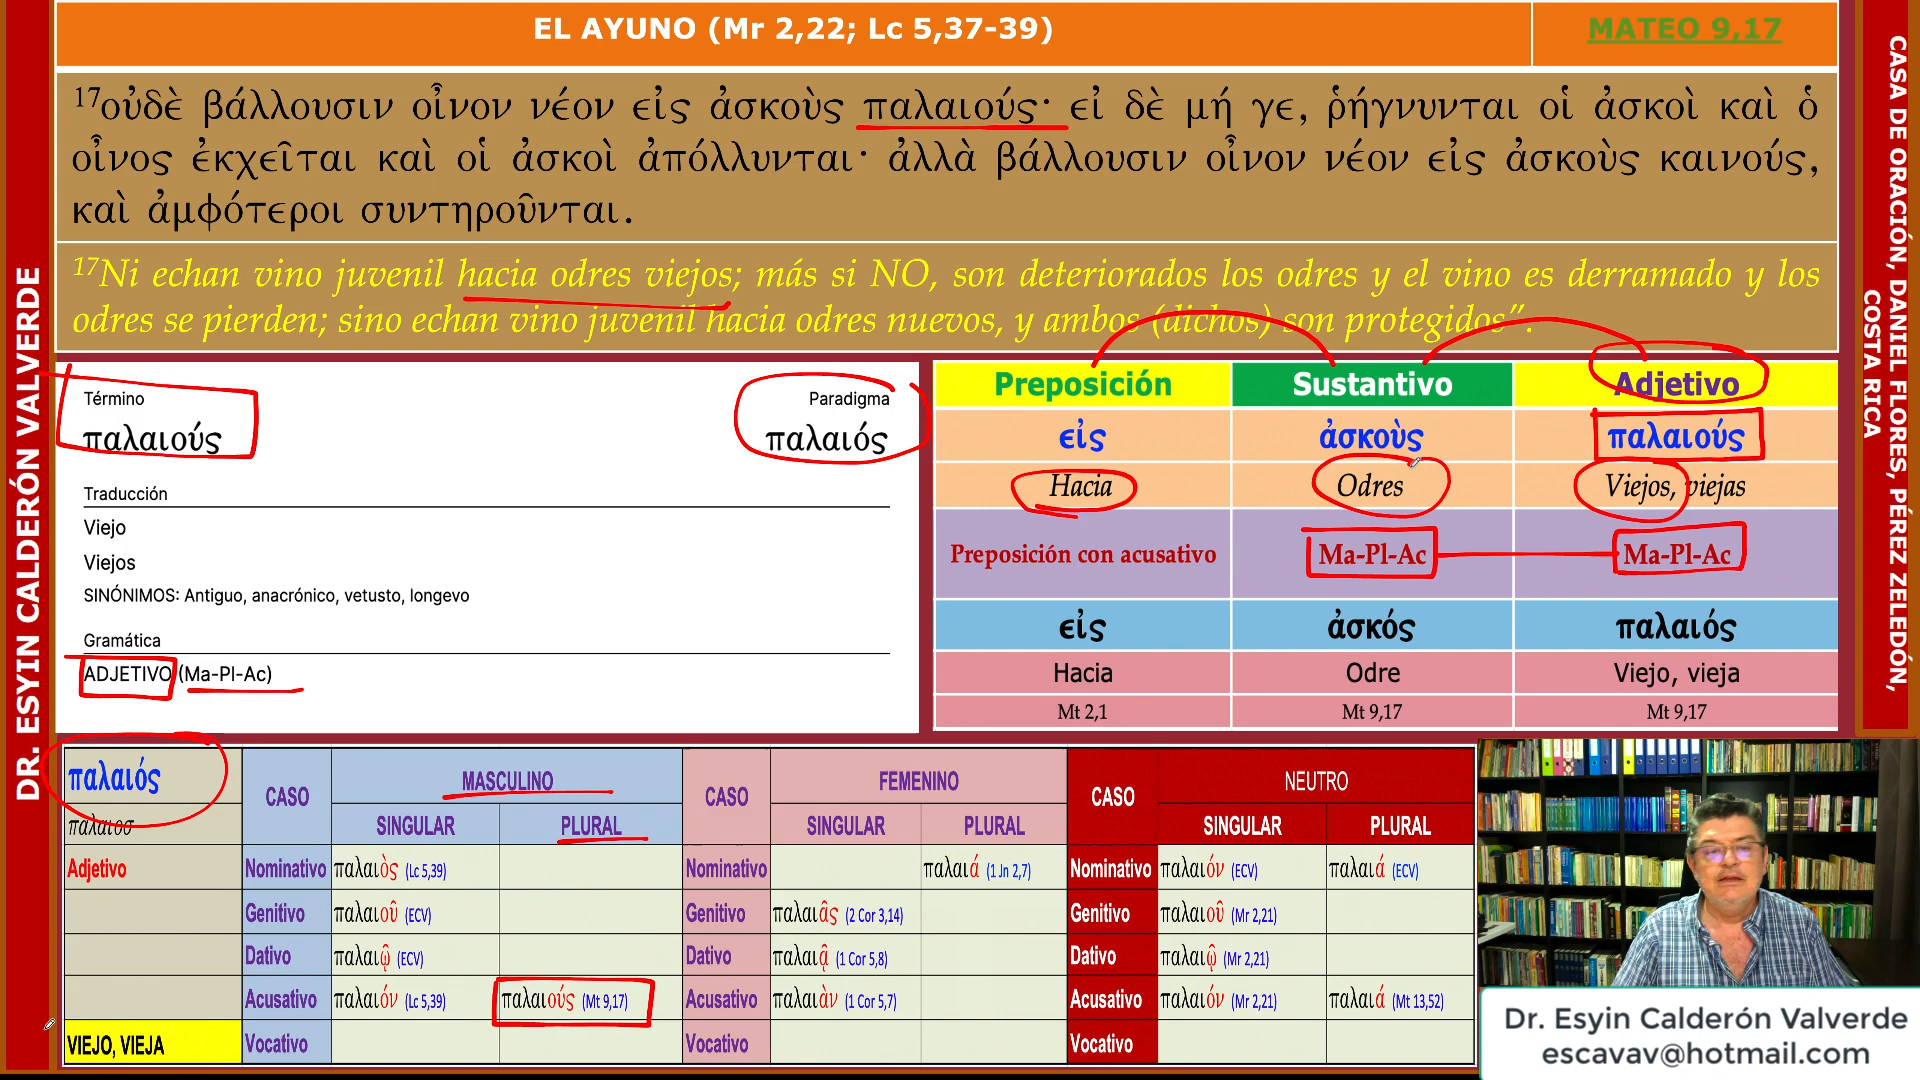 EL AYUNO (Mr 2,22; Lc 5,37-39)
MATEO 9,17
¹⁷οὐδὲ βάλλουσιν οἶνον νέον εἰς ἀσκοὺς παλαιούς· εἰ δὲ μή γε, ῥήγνυνται οἱ ἀσκοὶ καὶ ὁ
οἶνος ἐκχεῖται καὶ οἱ ἀσκοὶ ἀπόλλυνται· ἀλλὰ βάλλουσιν οἶνον νέον εἰς ἀσκοὺς καινούς,
καὶ ἀμφότεροι συντηροῦνται.
¹⁷Ni echan vino juvenil hacia odres viejos; más si NO, son deteriorados los odres y el vino es derramado y los
odres se pierden; sino echan vino juvenil hacia odres nuevos, y ambos (dichos) son protegidos”.
DR. ESYIN CALDERÓN VALVERDE
CASA DE ORACIÓN, DANIEL FLORES, PÉREZ ZELEDÓN,
COSTA RICA
Término Paradigma
παλαιούς παλαιός
Traducción
Viejo
Viejos
SINÓNIMOS: Antiguo, anacrónico, vetusto, longevo
Gramática
ADJETIVO (Ma-Pl-Ac)
Preposición Sustantivo Adjetivo
εἰς ἀσκοὺς παλαιούς
Hacia Odres Viejos, viejas
Preposición con acusativo Ma-Pl-Ac Ma-Pl-Ac
εἰς ἀσκός παλαιός
Hacia Odre Viejo, vieja
Mt 2,1 Mt 9,17 Mt 9,17
παλαιός CASO MASCULINO CASO FEMENINO CASO NEUTRO
παλαιοσ SINGULAR PLURAL SINGULAR PLURAL SINGULAR PLURAL
Adjetivo Nominativo παλαιὸς (Lc 5,39) Nominativo παλαιά (1 Jn 2,7) Nominativo παλαιόν (ECV) παλαιά (ECV)
Genitivo παλαιοῦ (ECV) Genitivo παλαιᾶς (2 Cor 3,14) Genitivo παλαιοῦ (Mr 2,21)
Dativo παλαιῷ (ECV) Dativo παλαιᾷ (1 Cor 5,8) Dativo παλαιῷ (Mr 2,21)
Acusativo παλαιόν (Lc 5,39) παλαιούς (Mt 9,17) Acusativo παλαιὰν (1 Cor 5,7) Acusativo παλαιόν (Mr 2,21) παλαιά (Mt 13,52)
VIEJO, VIEJA Vocativo Vocativo Vocativo
Dr. Esyin Calderón Valverde
escavav@hotmail.com